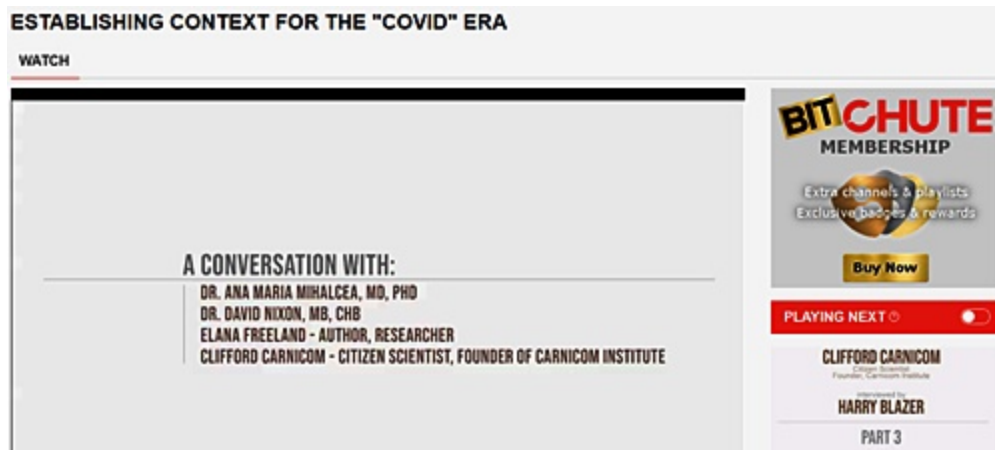 ESTABLISHING CONTEXT FOR THE "COVID" ERA
WATCH
A CONVERSATION WITH:
DR. ANA MARIA MIHALCEA, MD, PHD
DR. DAVID NIXON, MB, CHB
ELANA FREELAND - AUTHOR, RESEARCHER
CLIFFORD CARNICOM - CITIZEN SCIENTIST, FOUNDER OF CARNICOM INSTITUTE
BITCHUTE
MEMBERSHIP
Extra channels & playlists
Exclusive badges & rewards
Buy Now
PLAYING NEXT
CLIFFORD CARNICOM
Citizen Scientist
Founder, Carnicom Institute
interviewed by
HARRY BLAZER
PART 3